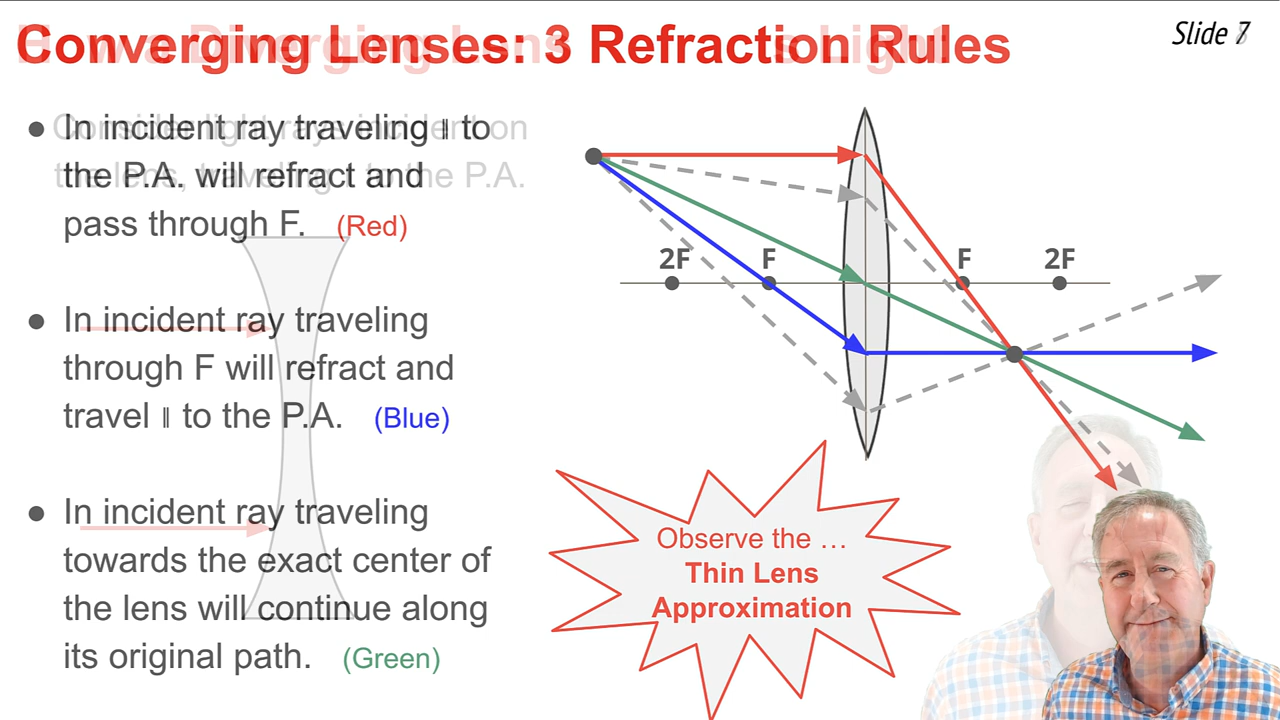 Converging Lenses: 3 Refraction Rules
Slide 7
● In incident ray traveling ∥ to
the P.A. will refract and
pass through F. (Red)
● In incident ray traveling
through F will refract and
travel ∥ to the P.A. (Blue)
● In incident ray traveling
towards the exact center of
the lens will continue along
its original path. (Green)
2F
F
F
2F
Observe the …
Thin Lens
Approximation